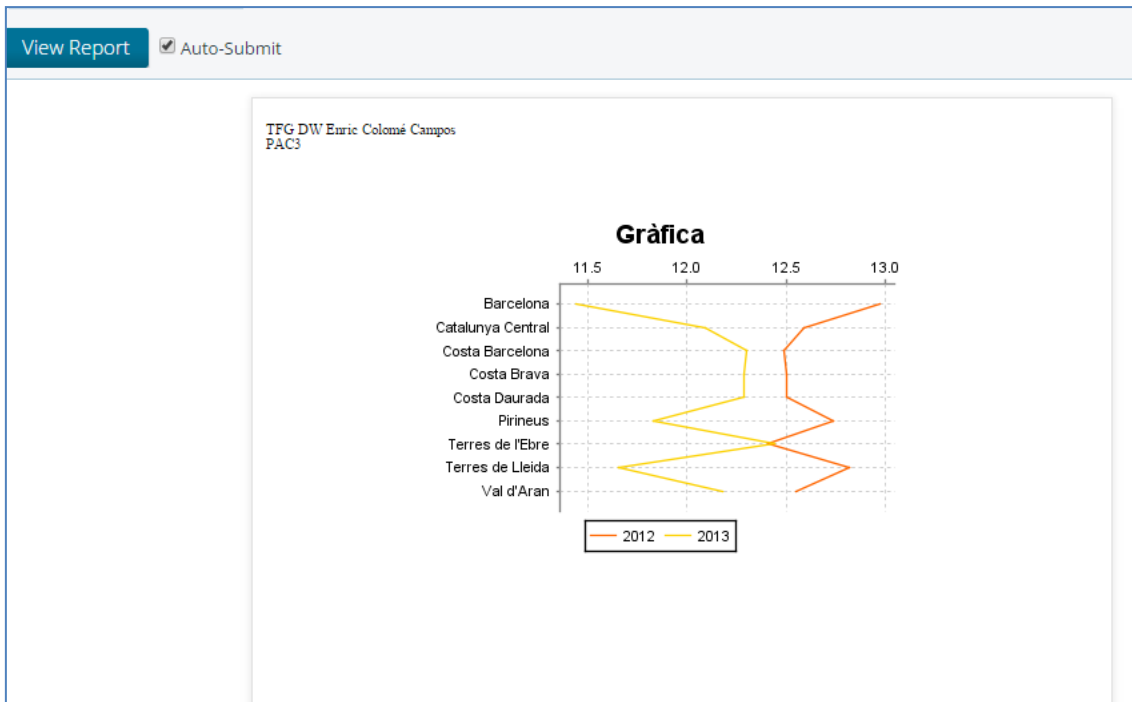 View Report
Auto-Submit
TFG DW Enric Colomé Campos
PAC3
Gràfica
11.5 12.0 12.5 13.0
Barcelona
Catalunya Central
Costa Barcelona
Costa Brava
Costa Daurada
Pirineus
Terres de l'Ebre
Terres de Lleida
Val d'Aran
2012 2013